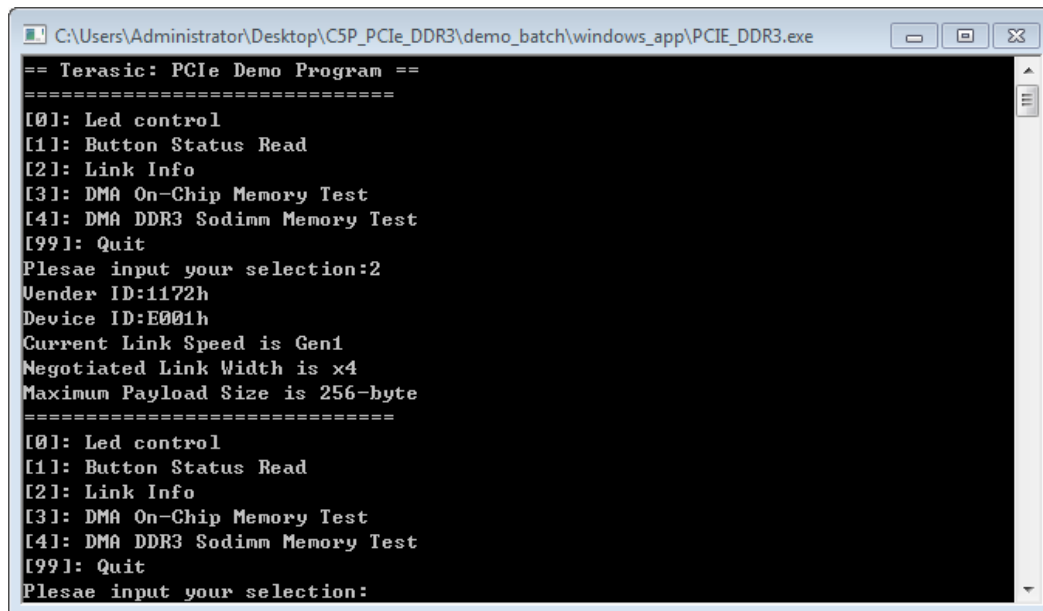 C:\Users\Administrator\Desktop\C5P_PCIe_DDR3\demo_batch\windows_app\PCIE_DDR3.exe
== Terasic: PCIe Demo Program ==
==============================
[0]: Led control
[1]: Button Status Read
[2]: Link Info
[3]: DMA On-Chip Memory Test
[4]: DMA DDR3 Sodimm Memory Test
[99]: Quit
Plesae input your selection:2
Vender ID:1172h
Device ID:E001h
Current Link Speed is Gen1
Negotiated Link Width is x4
Maximum Payload Size is 256-byte
==============================
[0]: Led control
[1]: Button Status Read
[2]: Link Info
[3]: DMA On-Chip Memory Test
[4]: DMA DDR3 Sodimm Memory Test
[99]: Quit
Plesae input your selection: